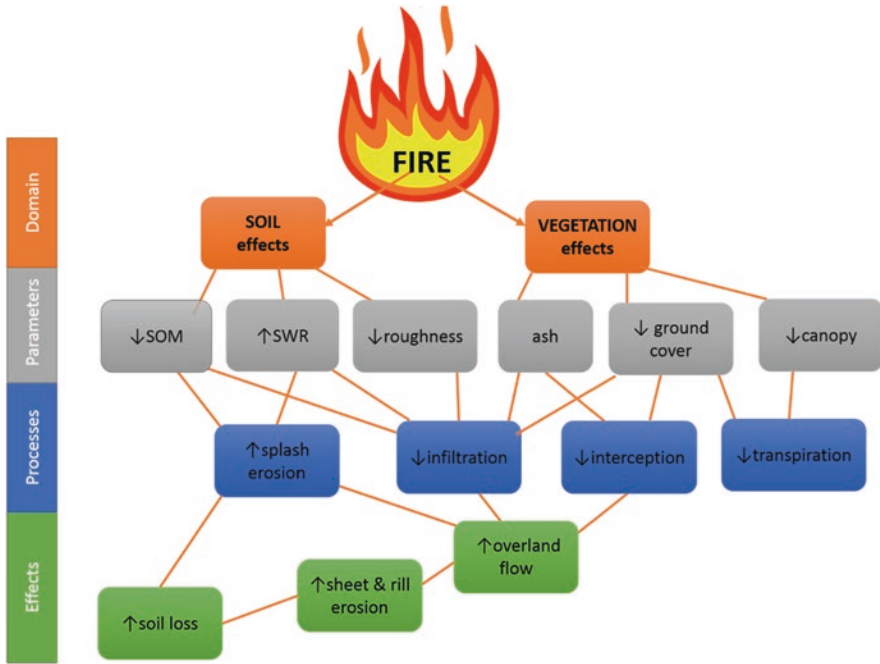 FIRE
Domain
SOIL
effects
VEGETATION
effects
Parameters
↓SOM
↑SWR
↓roughness
ash
↓ ground
cover
↓canopy
Processes
↑splash
erosion
↓infiltration
↓interception
↓transpiration
Effects
↑overland
flow
↑sheet & rill
erosion
↑soil loss